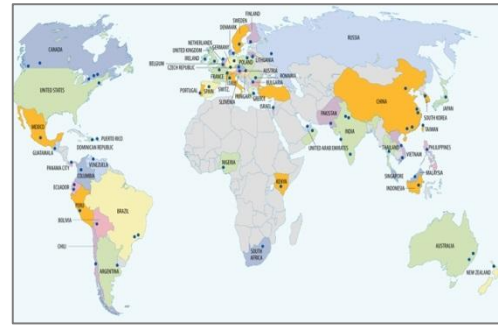 FINLAND
SWEDEN
DENMARK
NETHERLANDS
UNITED KINGDOM
GERMANY
IRELAND
LITHUANIA
RUSSIA
CANADA
BELGIUM
POLAND
CZECH REPUBLIC
AUSTRIA
FRANCE
ROMANIA
BULGARIA
UNITED STATES
PORTUGAL
SPAIN
SWITZ.
HUNGARY
GREECE
SLOVENIA
ISRAEL
CHINA
JAPAN
SOUTH KOREA
MEXICO
PUERTO RICO
PAKISTAN
INDIA
TAIWAN
GUATEMALA
DOMINICAN REPUBLIC
UNITED ARAB EMIRATES
THAILAND
PHILIPPINES
VIETNAM
PANAMA CITY
VENEZUELA
COLOMBIA
NIGERIA
MALAYSIA
ECUADOR
KENYA
SINGAPORE
INDONESIA
PERU
BRAZIL
BOLIVIA
CHILE
SOUTH
AFRICA
AUSTRALIA
ARGENTINA
NEW ZEALAND